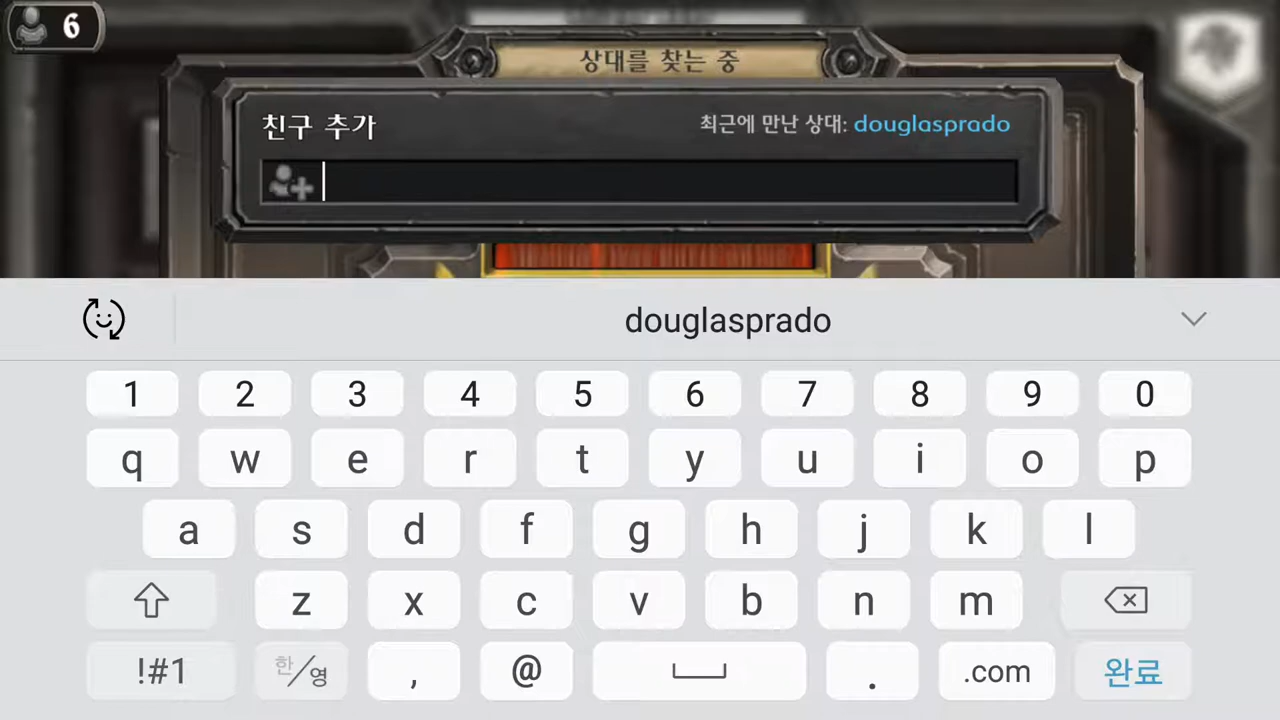 6
상대를 찾는 중
친구 추가
최근에 만난 상대: douglasprado
douglasprado
1 2 3 4 5 6 7 8 9 0
q w e r t y u i o p
a s d f g h j k l
z x c v b n m
!#1 한/영 , @ . .com 완료